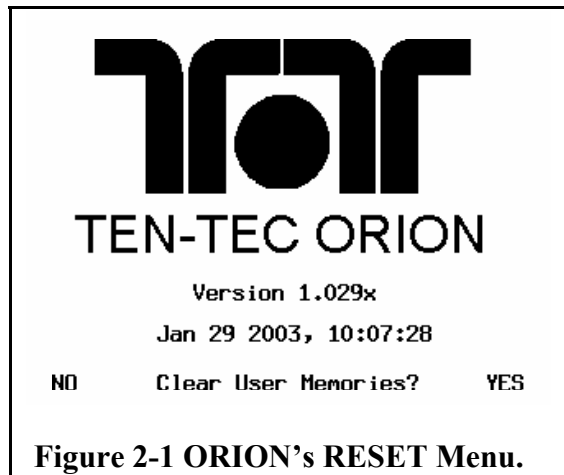 TEN-TEC ORION
Version 1.029x
Jan 29 2003, 10:07:28
NO Clear User Memories? YES
Figure 2-1 ORION’s RESET Menu.